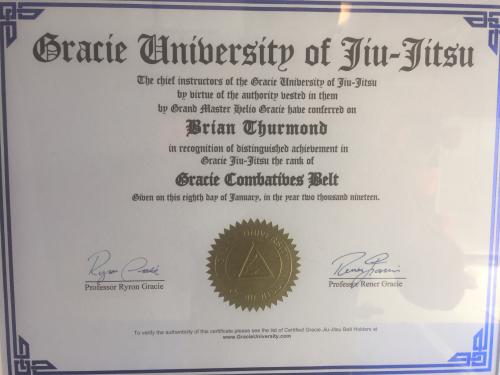 Gracie University of Jiu-Jitsu
The chief instructors of the Gracie University of Jiu-Jitsu
by virtue of the authority vested in them
by Grand Master Helio Gracie have conferred on
Brian Thurmond
in recognition of distinguished achievement in
Gracie Jiu-Jitsu the rank of
Gracie Combatives Belt
Given on this eighth day of January, in the year two thousand nineteen.
Professor Ryron Gracie
Professor Rener Gracie
To verify the authenticity of this certificate please see the list of Certified Gracie Jiu-Jitsu Belt Holders at
www.GracieUniversity.com